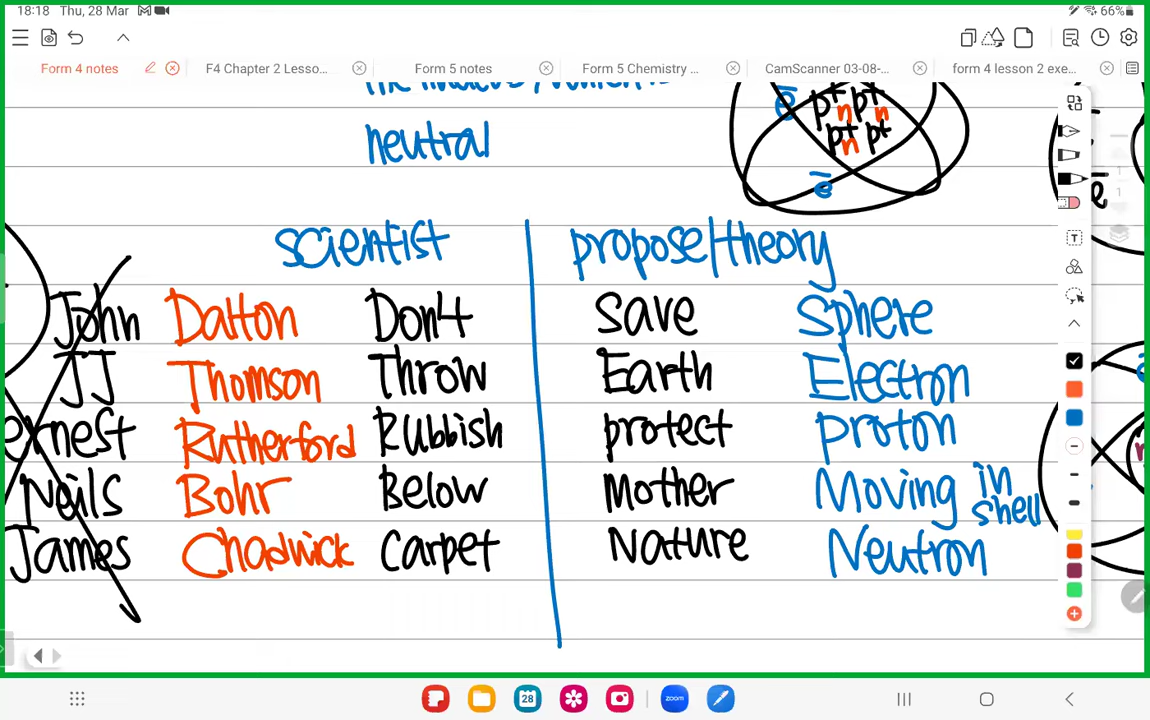 18:18 Thu, 28 Mar 66%
Form 4 notes F4 Chapter 2 Lesso... Form 5 notes Form 5 Chemistry ... CamScanner 03-08-... form 4 lesson 2 exe...
neutral
e p+ p+
n n
p+ p+
n
e
scientist propose/theory
John Dalton Don't Save Sphere
JJ Thomson Throw Earth Electron
ernest Rutherford Rubbish protect proton
Neils Bohr Below Mother Moving in shell
James Chadwick carpet Nature Neutron
28 zoom